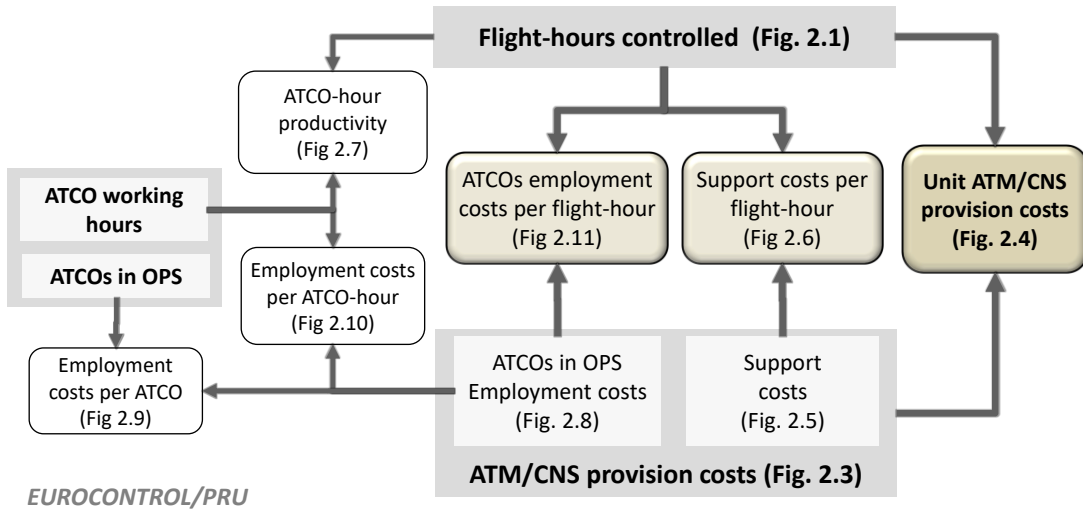 Flight-hours controlled (Fig. 2.1)
ATCO-hour
productivity
(Fig 2.7)
ATCOs employment
costs per flight-hour
(Fig 2.11)
Support costs per
flight-hour
(Fig. 2.6)
Unit ATM/CNS
provision costs
(Fig. 2.4)
ATCO working
hours
ATCOs in OPS
Employment costs
per ATCO-hour
(Fig 2.10)
Employment
costs per ATCO
(Fig 2.9)
ATCOs in OPS
Employment costs
(Fig. 2.8)
Support
costs
(Fig. 2.5)
ATM/CNS provision costs (Fig. 2.3)
EUROCONTROL/PRU